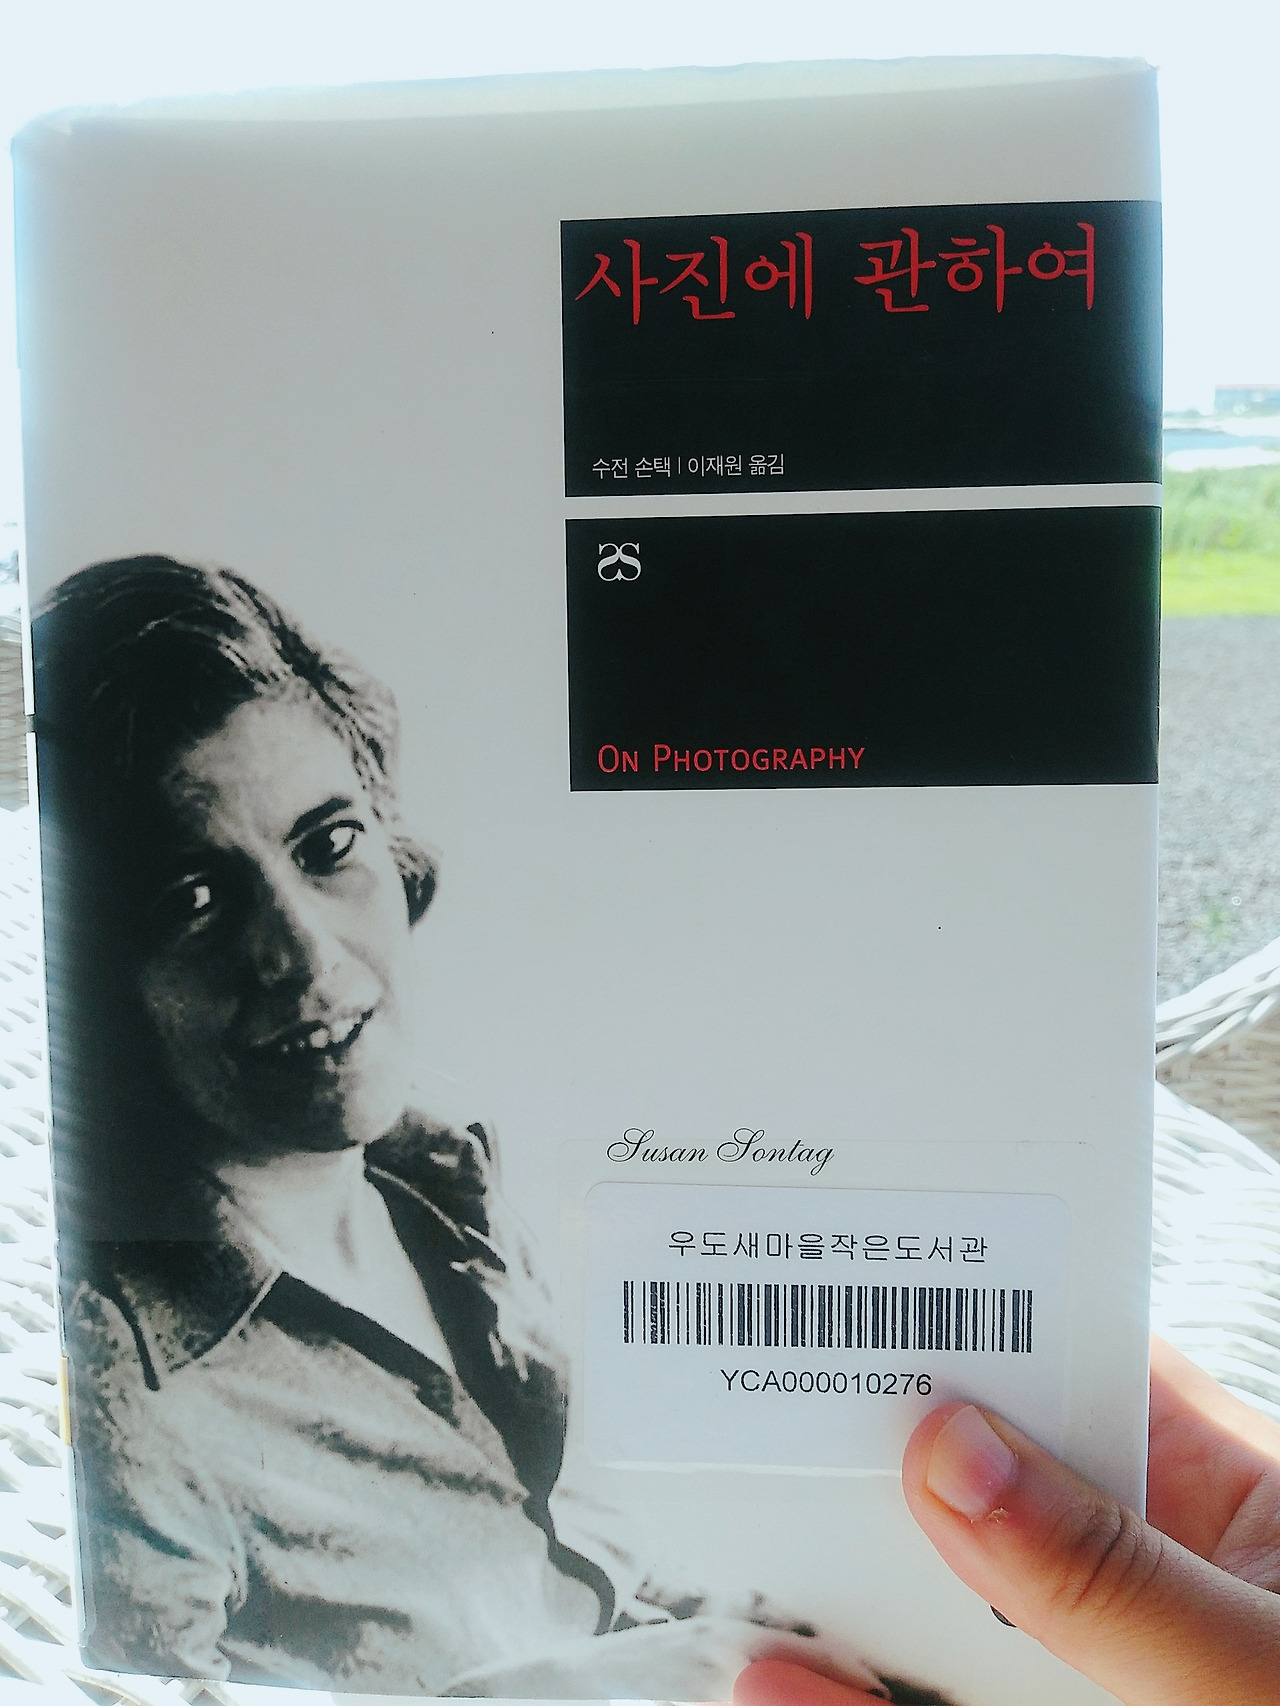 사진에 관하여
수전 손택 | 이재원 옮김
On Photography
Susan Sontag
우도새마을작은도서관
YCA000010276